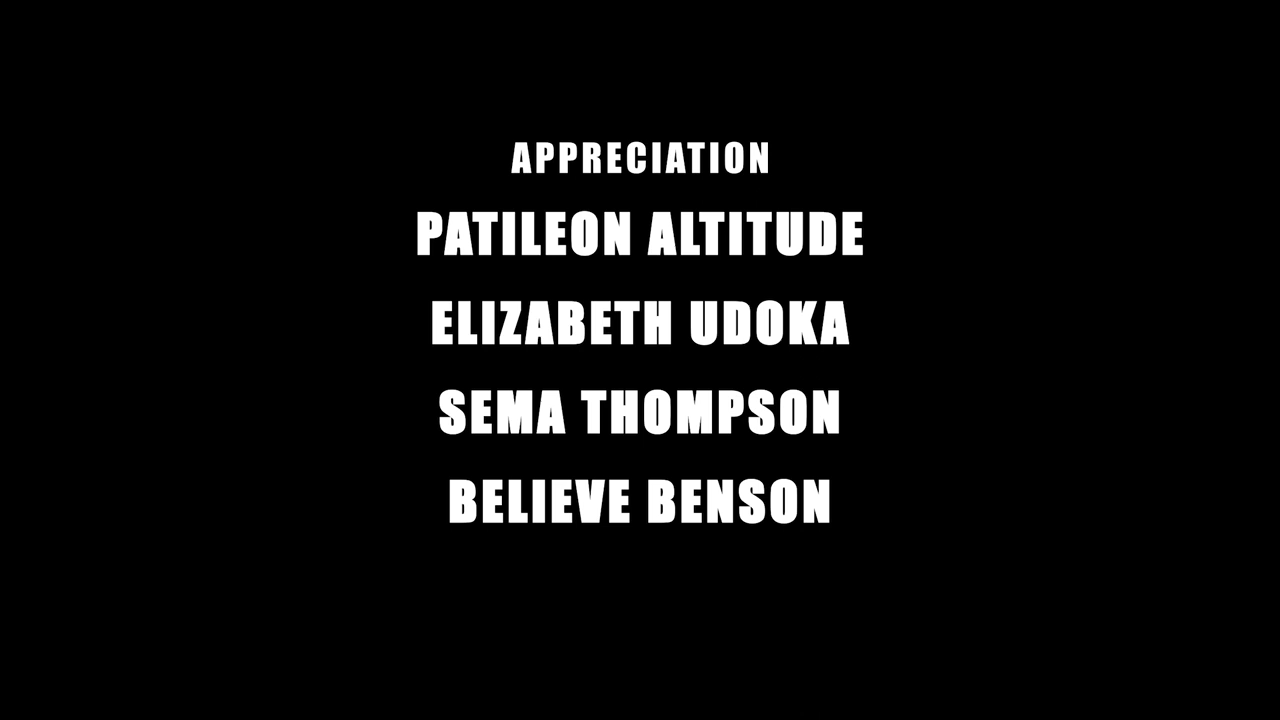 APPRECIATION
PATILEON ALTITUDE
ELIZABETH UDOKA
SEMA THOMPSON
BELIEVE BENSON